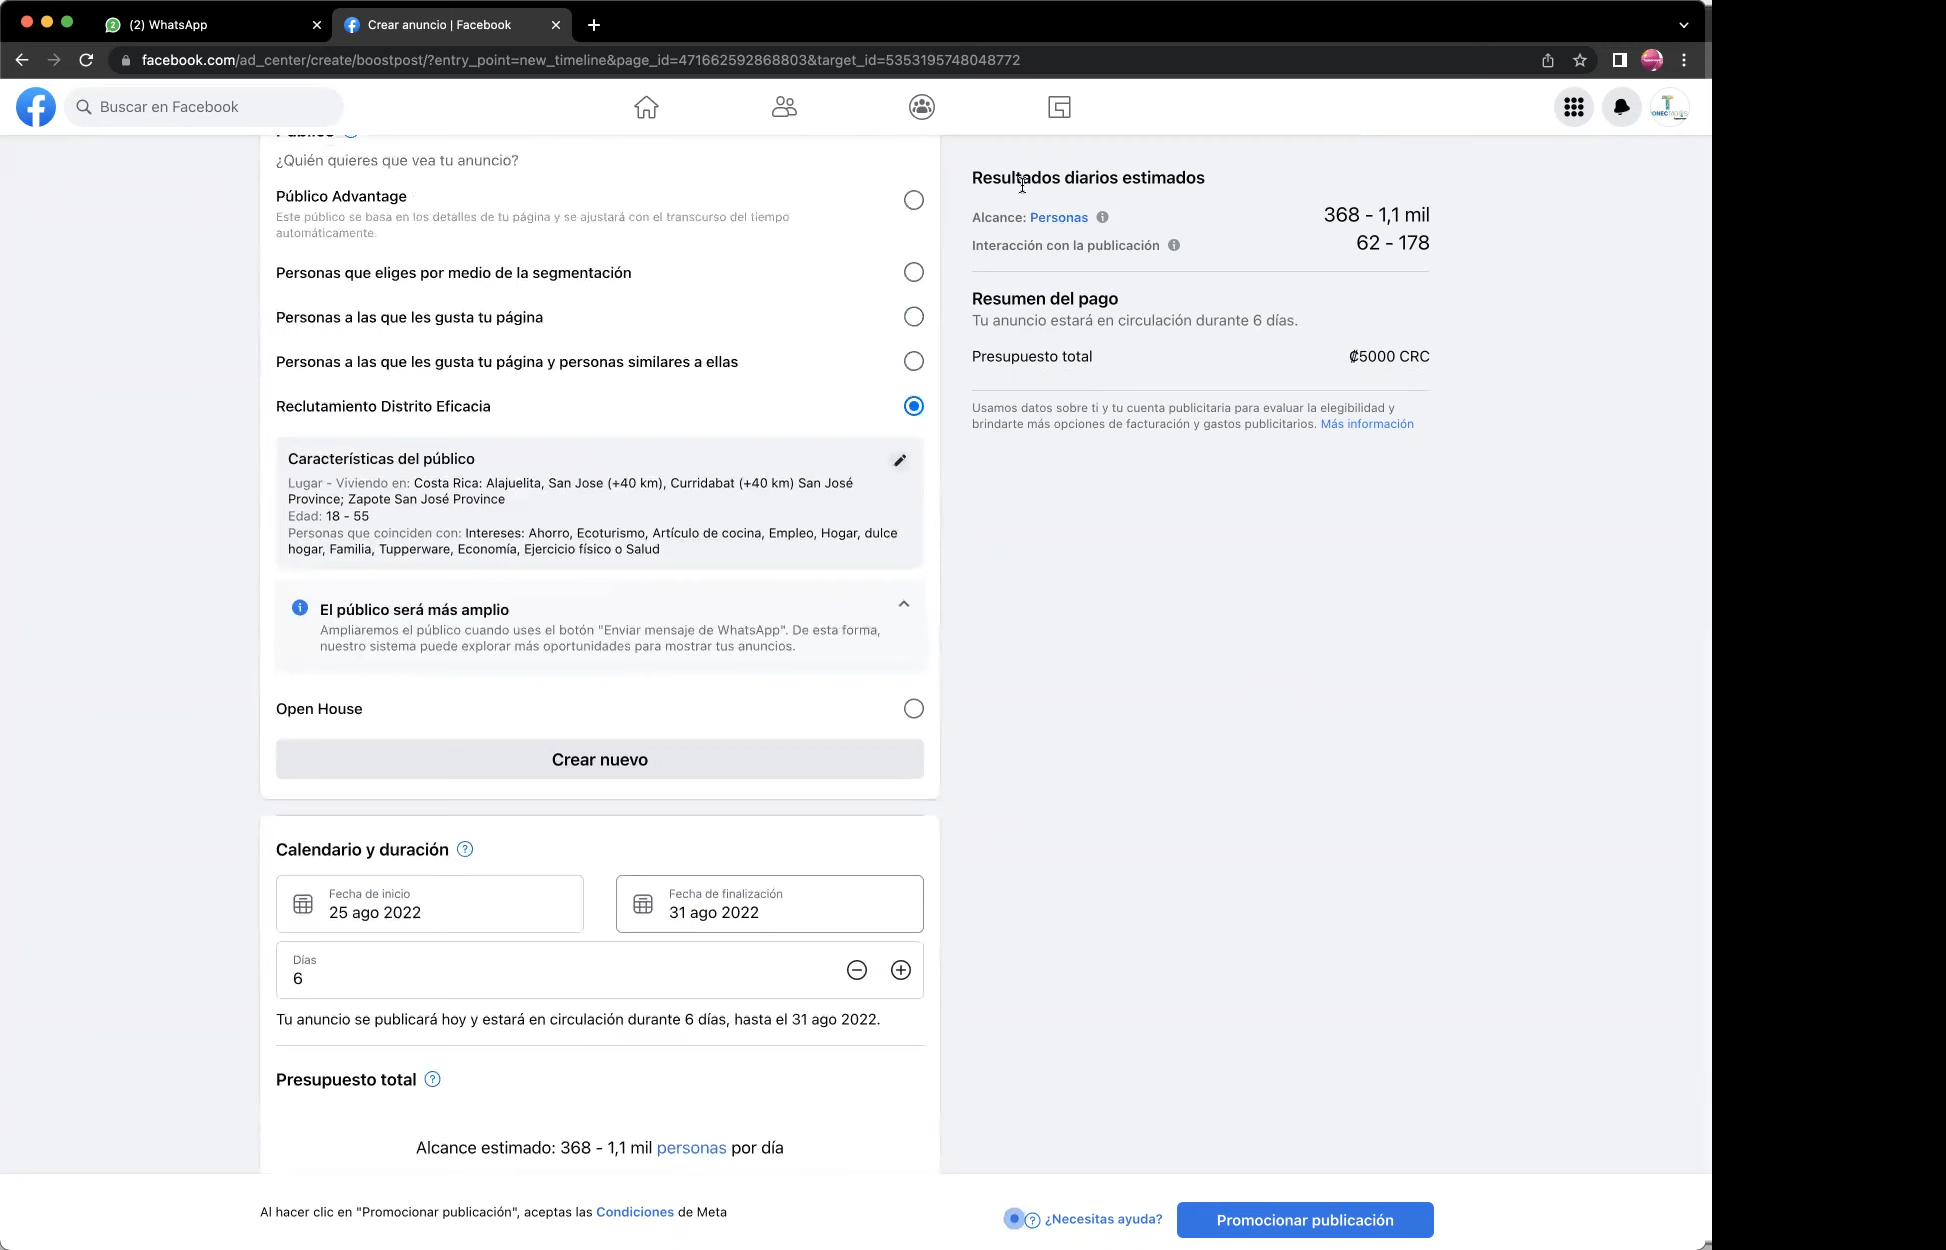 (2) WhatsApp
Crear anuncio | Facebook
facebook.com/ad_center/create/boostpost/?entry_point=new_timeline&page_id=471662592868803&target_id=5353195748048772
Buscar en Facebook
Público
¿Quién quieres que vea tu anuncio?
Público Advantage
Este público se basa en los detalles de tu página y se ajustará con el transcurso del tiempo
automáticamente.
Personas que eliges por medio de la segmentación
Personas a las que les gusta tu página
Personas a las que les gusta tu página y personas similares a ellas
Reclutamiento Distrito Eficacia
Características del público
Lugar - Viviendo en: Costa Rica: Alajuelita, San Jose (+40 km), Curridabat (+40 km) San José
Province; Zapote San José Province
Edad: 18 - 55
Personas que coinciden con: Intereses: Ahorro, Ecoturismo, Artículo de cocina, Empleo, Hogar, dulce
hogar, Familia, Tupperware, Economía, Ejercicio físico o Salud
El público será más amplio
Ampliaremos el público cuando uses el botón "Enviar mensaje de WhatsApp". De esta forma,
nuestro sistema puede explorar más oportunidades para mostrar tus anuncios.
Open House
Crear nuevo
Calendario y duración
Fecha de inicio
25 ago 2022
Fecha de finalización
31 ago 2022
Días
6
Tu anuncio se publicará hoy y estará en circulación durante 6 días, hasta el 31 ago 2022.
Presupuesto total
Alcance estimado: 368 - 1,1 mil personas por día
Resultados diarios estimados
Alcance: Personas 368 - 1,1 mil
Interacción con la publicación 62 - 178
Resumen del pago
Tu anuncio estará en circulación durante 6 días.
Presupuesto total ₡5000 CRC
Usamos datos sobre ti y tu cuenta publicitaria para evaluar la elegibilidad y
brindarte más opciones de facturación y gastos publicitarios. Más información
Al hacer clic en "Promocionar publicación", aceptas las Condiciones de Meta
¿Necesitas ayuda?
Promocionar publicación